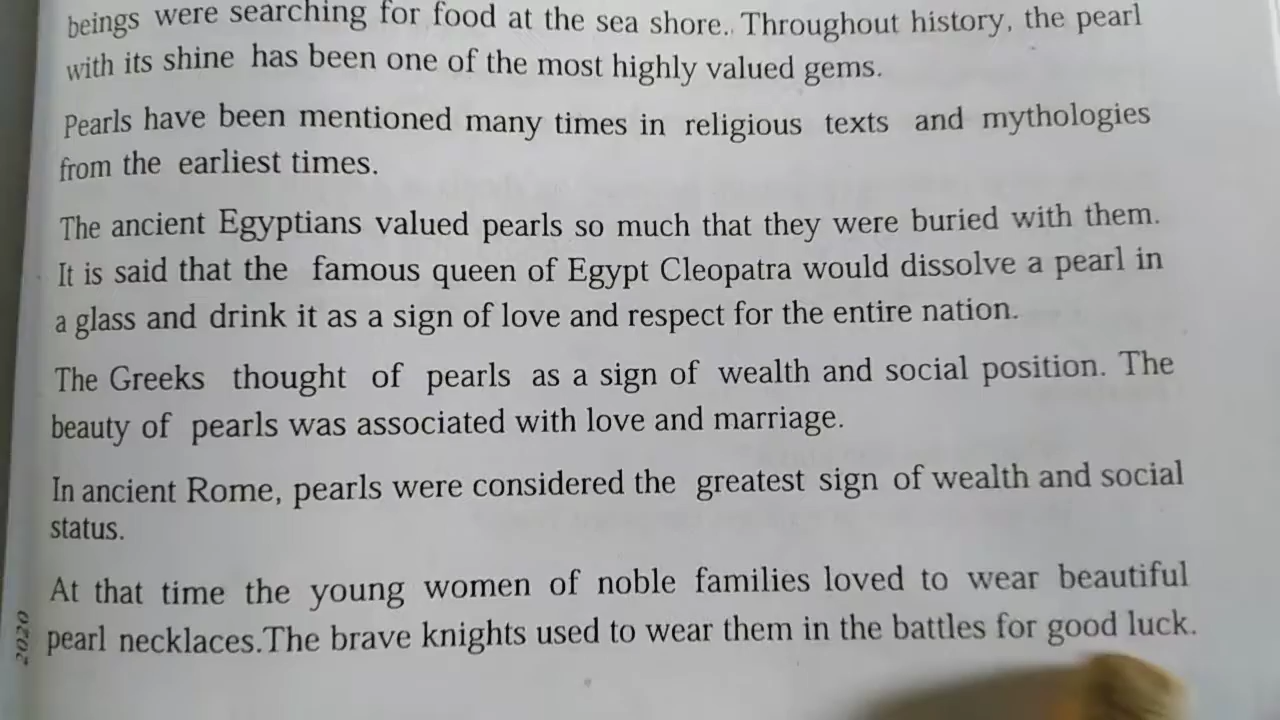 beings were searching for food at the sea shore.. Throughout history, the pearl
with its shine has been one of the most highly valued gems.
Pearls have been mentioned many times in religious texts and mythologies
from the earliest times.
The ancient Egyptians valued pearls so much that they were buried with them.
It is said that the famous queen of Egypt Cleopatra would dissolve a pearl in
a glass and drink it as a sign of love and respect for the entire nation.
The Greeks thought of pearls as a sign of wealth and social position. The
beauty of pearls was associated with love and marriage.
In ancient Rome, pearls were considered the greatest sign of wealth and social
status.
At that time the young women of noble families loved to wear beautiful
pearl necklaces.The brave knights used to wear them in the battles for good luck.
2020